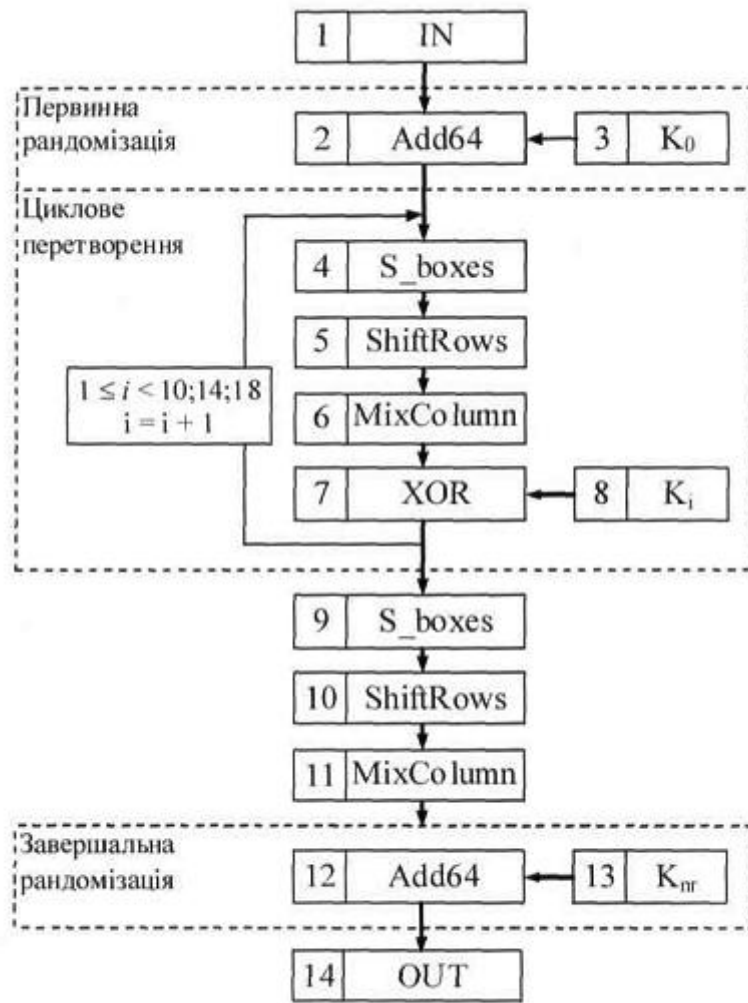 1 IN
Первинна
рандомізація
2 Add64
3 K₀
Циклове
перетворення
4 S_boxes
5 ShiftRows
1 ≤ i < 10;14;18
i = i + 1
6 MixColumn
7 XOR
8 Kᵢ
9 S_boxes
10 ShiftRows
11 MixColumn
Завершальна
рандомізація
12 Add64
13 Kₙᵣ
14 OUT